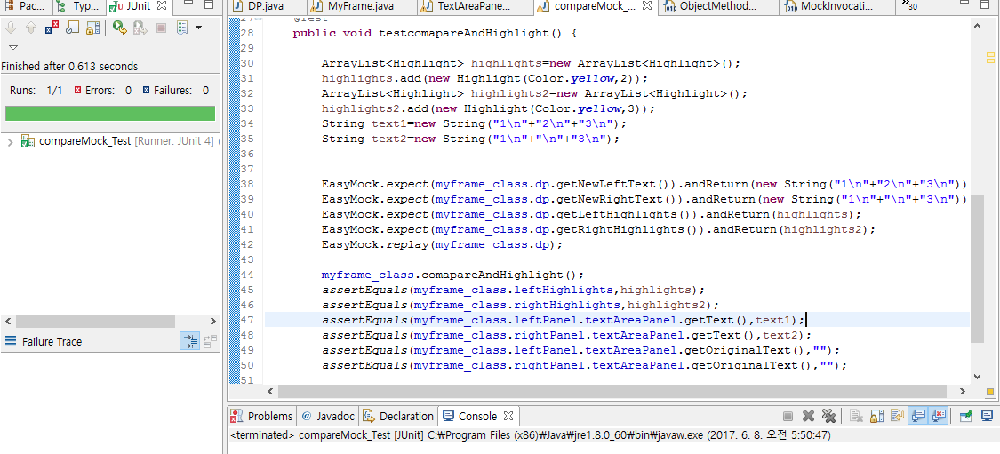 Pac...
Typ...
JUnit
Finished after 0.613 seconds
Runs: 1/1
Errors: 0
Failures: 0
compareMock_Test [Runner: JUnit 4] (
Failure Trace
DP.java
MyFrame.java
TextAreaPane...
compareMock_...
ObjectMethod...
MockInvocati...
»30
27 @Test
28 public void testcomapareAndHighlight() {
29
30 ArrayList<Highlight> highlights=new ArrayList<Highlight>();
31 highlights.add(new Highlight(Color.yellow,2));
32 ArrayList<Highlight> highlights2=new ArrayList<Highlight>();
33 highlights2.add(new Highlight(Color.yellow,3));
34 String text1=new String("1\n"+"2\n"+"3\n");
35 String text2=new String("1\n"+"\n"+"3\n");
36
37
38 EasyMock.expect(myframe_class.dp.getNewLeftText()).andReturn(new String("1\n"+"2\n"+"3\n"))
39 EasyMock.expect(myframe_class.dp.getNewRightText()).andReturn(new String("1\n"+"\n"+"3\n"))
40 EasyMock.expect(myframe_class.dp.getLeftHighlights()).andReturn(highlights);
41 EasyMock.expect(myframe_class.dp.getRightHighlights()).andReturn(highlights2);
42 EasyMock.replay(myframe_class.dp);
43
44 myframe_class.comapareAndHighlight();
45 assertEquals(myframe_class.leftHighlights,highlights);
46 assertEquals(myframe_class.rightHighlights,highlights2);
47 assertEquals(myframe_class.leftPanel.textAreaPanel.getText(),text1);
48 assertEquals(myframe_class.rightPanel.textAreaPanel.getText(),text2);
49 assertEquals(myframe_class.leftPanel.textAreaPanel.getOriginalText(),"");
50 assertEquals(myframe_class.rightPanel.textAreaPanel.getOriginalText(),"");
51
Problems
@ Javadoc
Declaration
Console
<terminated> compareMock_Test [JUnit] C:₩Program Files (x86)₩Java₩jre1.8.0_60₩bin₩javaw.exe (2017. 6. 8. 오전 5:50:47)